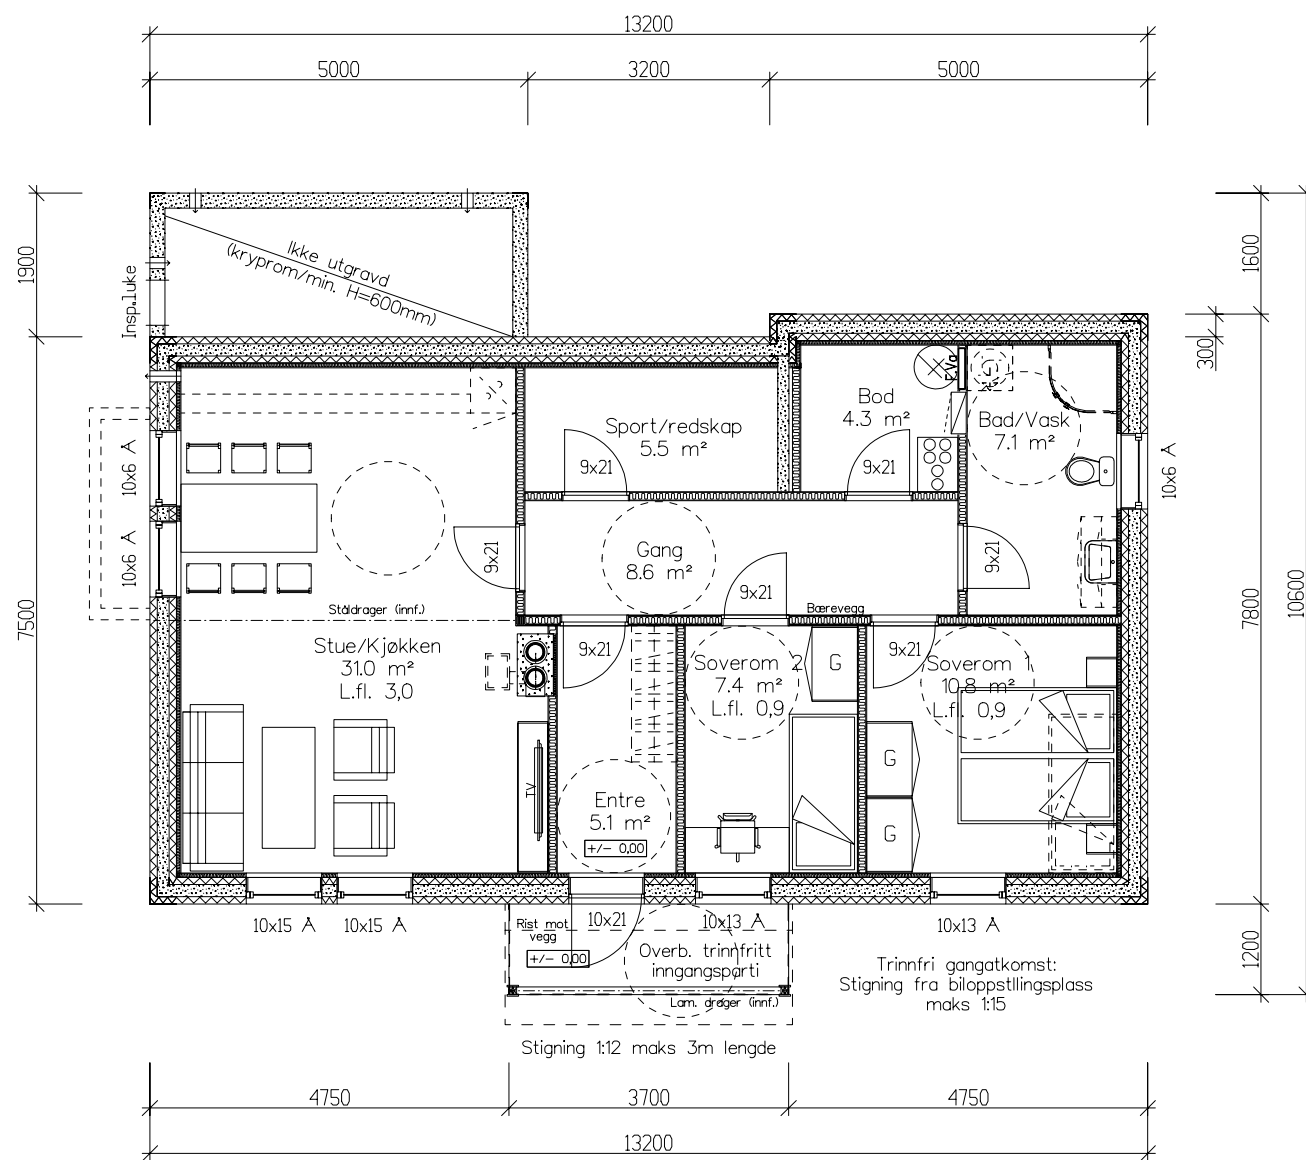 13200
5000
3200
5000
Ikke utgravd
(kryprom/min. H=600mm)
Insp.luke
1900
1600
300
7500
7800
10600
1200
10x6 Å
10x6 Å
10x6 Å
Sport/redskap
5.5 m²
9x21
Bod
4.3 m²
9x21
EVG
G
Bad/Vask
7.1 m²
9x21
Gang
8.6 m²
9x21
9x21
Bærevegg
Ståldrager (innf.)
Stue/Kjøkken
31.0 m²
L.fl. 3,0
TV
9x21
Entre
5.1 m²
+/- 0,00
Soverom 2
7.4 m²
L.fl. 0,9
G
9x21
Soverom 1
10.8 m²
L.fl. 0,9
G
G
10x15 Å
10x15 Å
10x21
10x13 Å
10x13 Å
Rist mot
vegg
+/- 0,00
Overb. trinnfritt
inngangsparti
Lam. drager (innf.)
Trinnfri gangatkomst:
Stigning fra biloppstllingsplass
maks 1:15
Stigning 1:12 maks 3m lengde
4750
3700
4750
13200